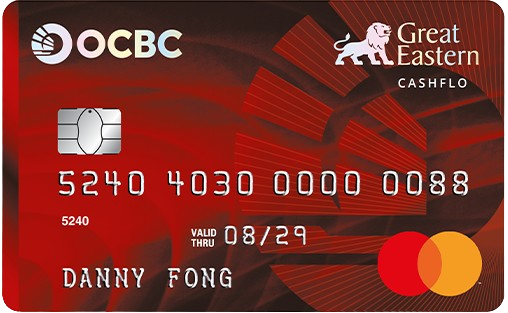 OCBC
Great
Eastern
CASHFLO
5240 4030 0000 0088
5240
VALID
THRU 08/29
DANNY FONG